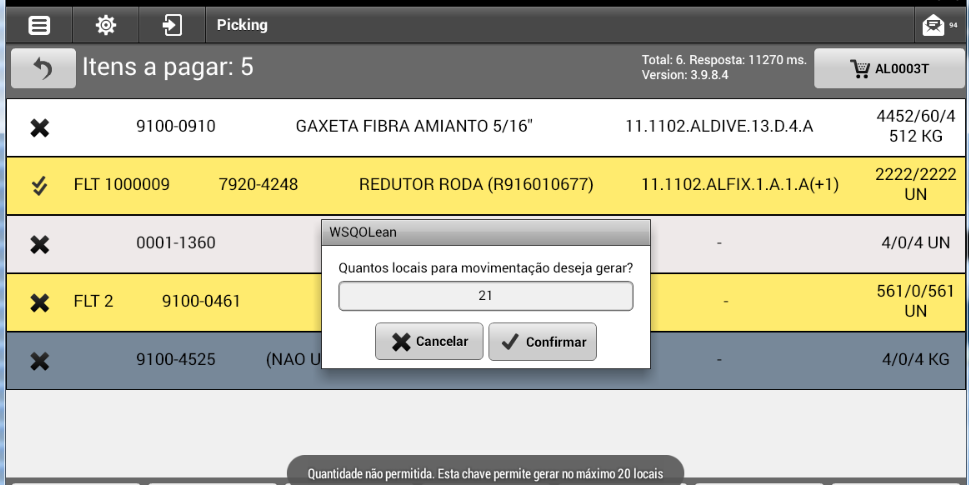 Picking
94
Itens a pagar: 5
Total: 6. Resposta: 11270 ms.
Version: 3.9.8.4
AL0003T
9100-0910 GAXETA FIBRA AMIANTO 5/16" 11.1102.ALDIVE.13.D.4.A 4452/60/4
512 KG
FLT 1000009 7920-4248 REDUTOR RODA (R916010677) 11.1102.ALFIX.1.A.1.A(+1) 2222/2222
UN
0001-1360 - 4/0/4 UN
FLT 2 9100-0461 - 561/0/561
UN
9100-4525 (NAO U - 4/0/4 KG
WSQOLean
Quantos locais para movimentação deseja gerar?
21
Cancelar Confirmar
Quantidade não permitida. Esta chave permite gerar no máximo 20 locais